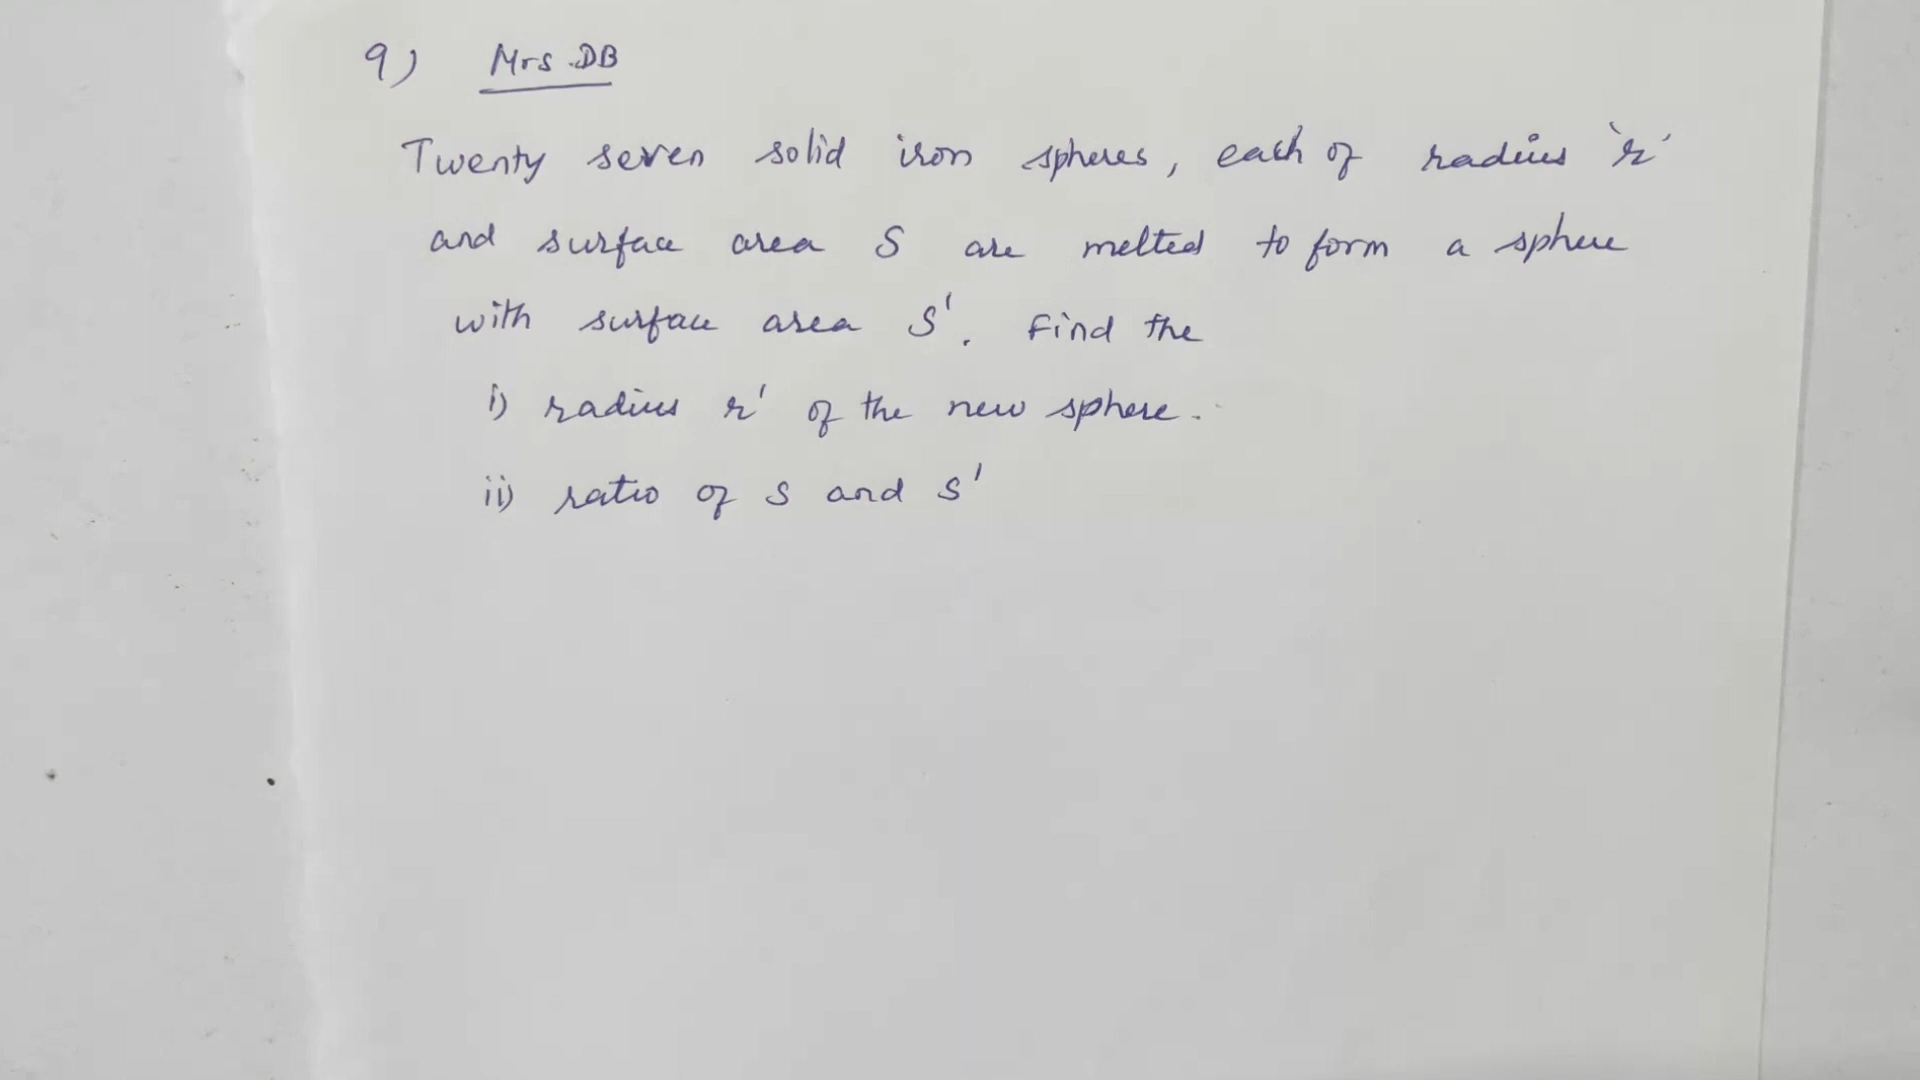 9) Mrs.DB
Twenty seven solid iron spheres, each of radius 'r'
and surface area S are melted to form a sphere
with surface area S'. Find the
i) radius r' of the new sphere.
ii) ratio of S and S'